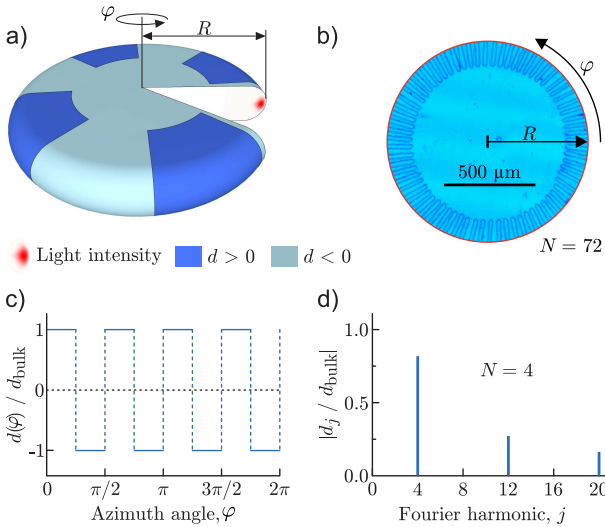 a)
φ
R
b)
φ
R
500 µm
N = 72
Light intensity
d > 0
d < 0
c)
d(φ) / d_bulk
1
0
-1
0
π/2
π
3π/2
2π
Azimuth angle,φ
d)
|d_j / d_bulk|
1.0
0.5
0.0
N = 4
0
4
8
12
16
20
Fourier harmonic, j